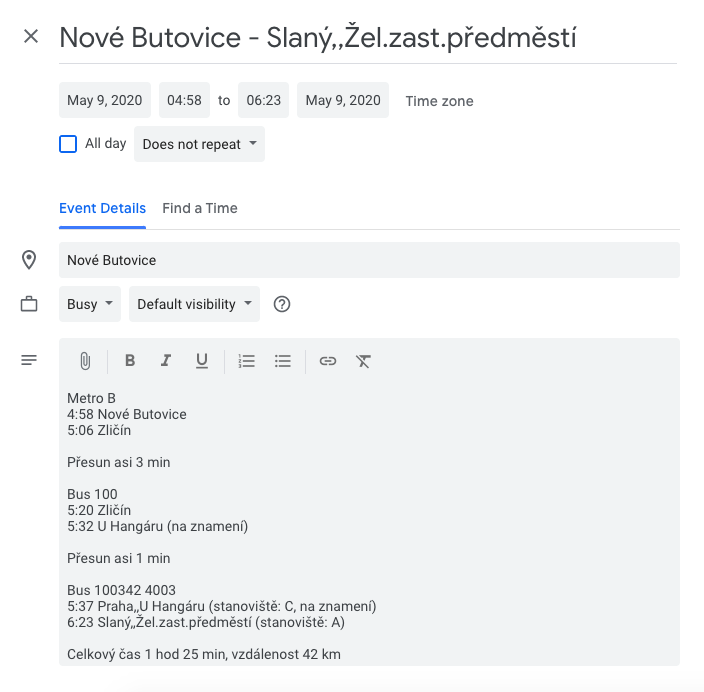 Nové Butovice - Slaný,,Žel.zast.předměstí
May 9, 2020 04:58 to 06:23 May 9, 2020 Time zone
All day Does not repeat
Event Details Find a Time
Nové Butovice
Busy Default visibility
B I U
Metro B
4:58 Nové Butovice
5:06 Zličín
Přesun asi 3 min
Bus 100
5:20 Zličín
5:32 U Hangáru (na znamení)
Přesun asi 1 min
Bus 100342 4003
5:37 Praha,,U Hangáru (stanoviště: C, na znamení)
6:23 Slaný,,Žel.zast.předměstí (stanoviště: A)
Celkový čas 1 hod 25 min, vzdálenost 42 km